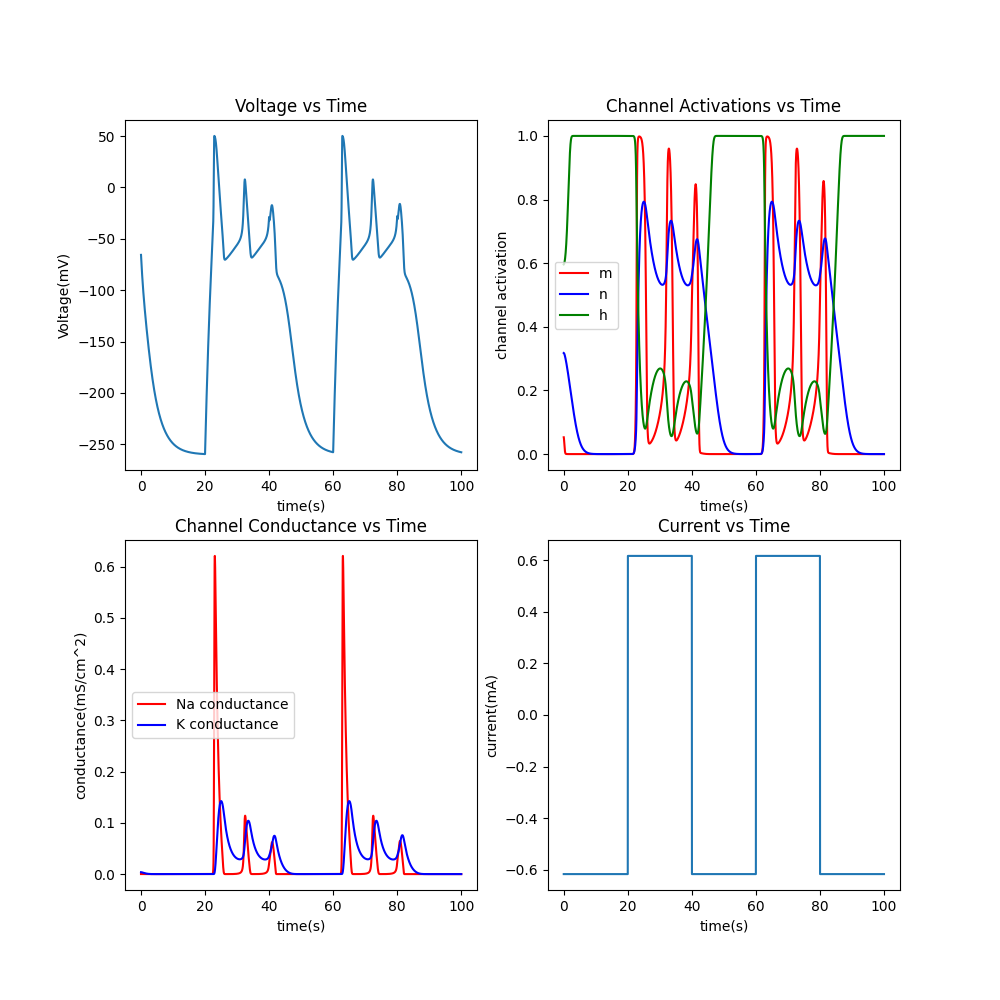 Voltage vs Time
Voltage(mV)
50
0
−50
−100
−150
−200
−250
0 20 40 60 80 100
time(s)
Channel Activations vs Time
channel activation
1.0
0.8
0.6
0.4
0.2
0.0
m
n
h
0 20 40 60 80 100
time(s)
Channel Conductance vs Time
conductance(mS/cm^2)
0.6
0.5
0.4
0.3
0.2
0.1
0.0
Na conductance
K conductance
0 20 40 60 80 100
time(s)
Current vs Time
current(mA)
0.6
0.4
0.2
0.0
−0.2
−0.4
−0.6
0 20 40 60 80 100
time(s)